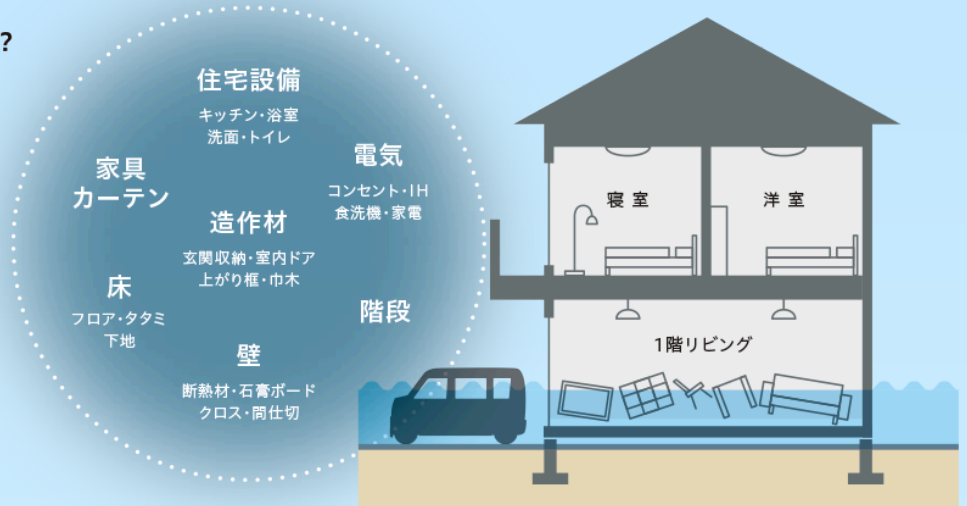 ?
住宅設備
キッチン・浴室
洗面・トイレ
電気
コンセント・IH
食洗機・家電
家具
カーテン
造作材
玄関収納・室内ドア
上がり框・巾木
床
フロア・タタミ
下地
階段
壁
断熱材・石膏ボード
クロス・間仕切
寝室
洋室
1階リビング